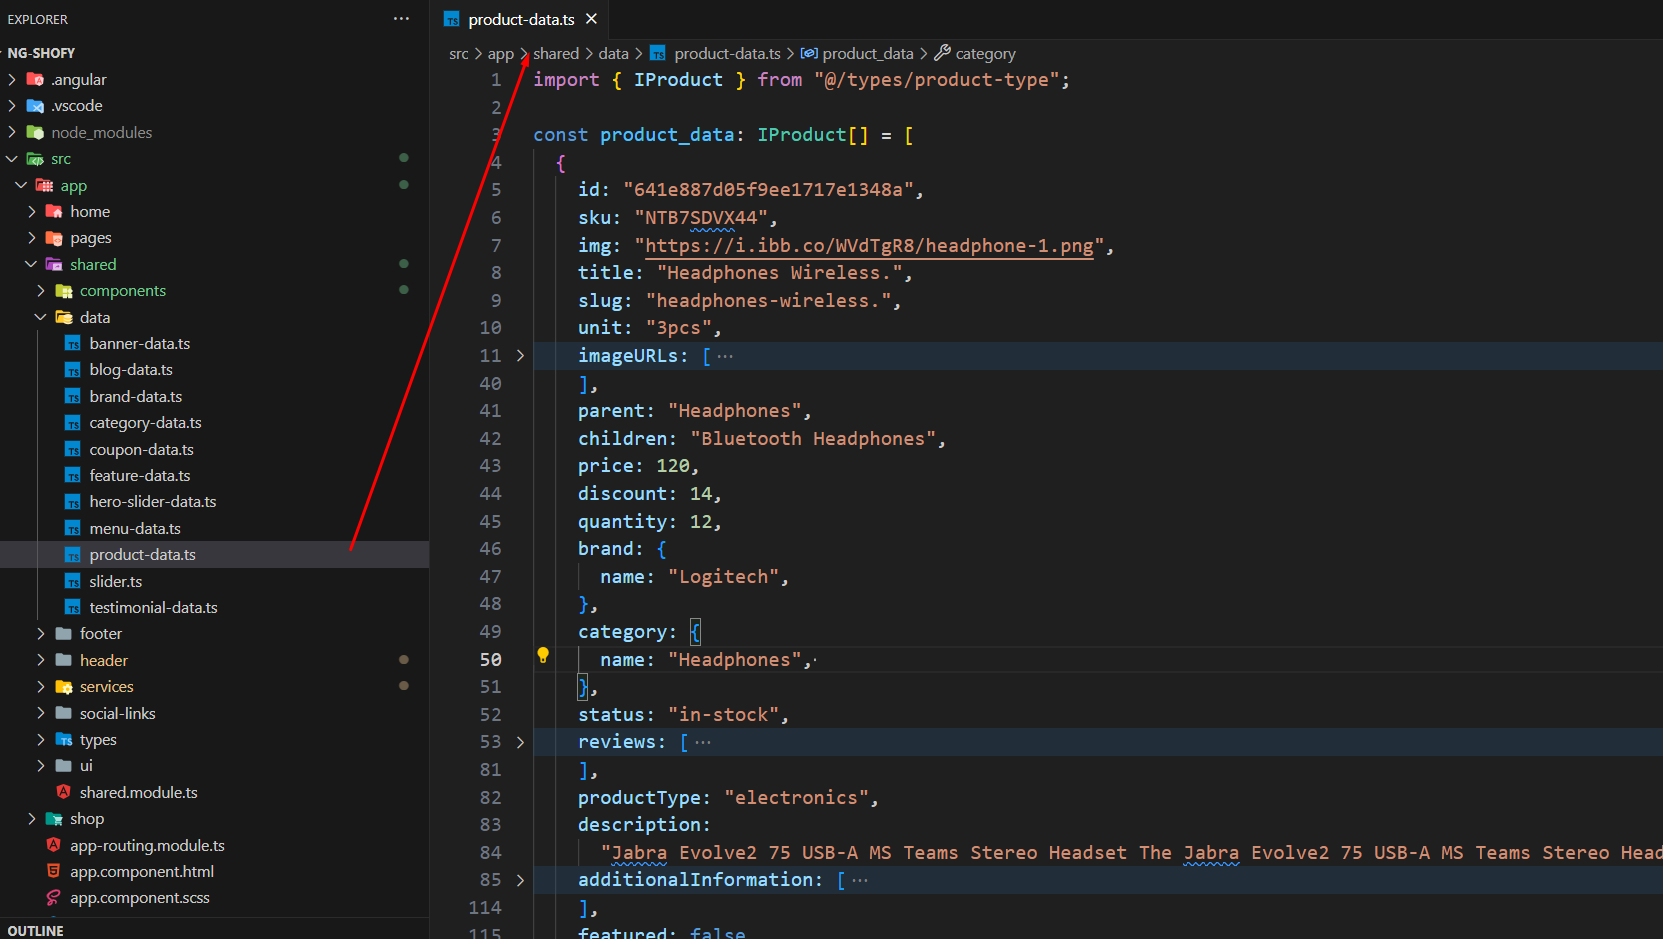 EXPLORER
NG-SHOFY
.angular
.vscode
node_modules
src
app
home
pages
shared
components
data
banner-data.ts
blog-data.ts
brand-data.ts
category-data.ts
coupon-data.ts
feature-data.ts
hero-slider-data.ts
menu-data.ts
product-data.ts
slider.ts
testimonial-data.ts
footer
header
services
social-links
types
ui
shared.module.ts
shop
app-routing.module.ts
app.component.html
app.component.scss
OUTLINE
product-data.ts
src > app > shared > data > product-data.ts > product_data > category
1 import { IProduct } from "@/types/product-type";
2
3 const product_data: IProduct[] = [
4 {
5 id: "641e887d05f9ee1717e1348a",
6 sku: "NTB7SDVX44",
7 img: "https://i.ibb.co/WVdTgR8/headphone-1.png",
8 title: "Headphones Wireless.",
9 slug: "headphones-wireless.",
10 unit: "3pcs",
11 imageURLs: [ ···
40 ],
41 parent: "Headphones",
42 children: "Bluetooth Headphones",
43 price: 120,
44 discount: 14,
45 quantity: 12,
46 brand: {
47 name: "Logitech",
48 },
49 category: {
50 name: "Headphones",
51 },
52 status: "in-stock",
53 reviews: [ ···
81 ],
82 productType: "electronics",
83 description:
84 "Jabra Evolve2 75 USB-A MS Teams Stereo Headset The Jabra Evolve2 75 USB-A MS Teams Stereo Head
85 additionalInformation: [ ···
114 ],
115 featured: false